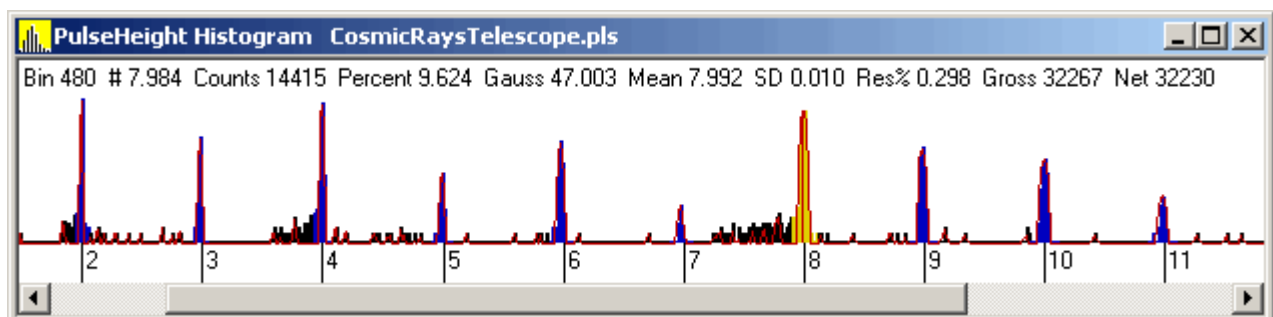 PulseHeight Histogram CosmicRaysTelescope.pls
Bin 480 # 7.984 Counts 14415 Percent 9.624 Gauss 47.003 Mean 7.992 SD 0.010 Res% 0.298 Gross 32267 Net 32230
2 3 4 5 6 7 8 9 10 11